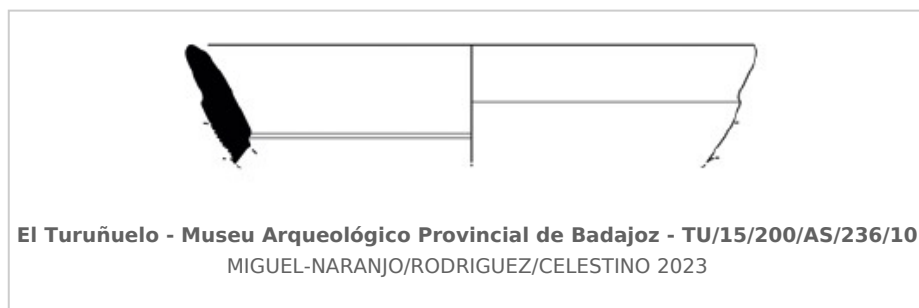 El Turuñuelo - Museu Arqueológico Provincial de Badajoz - TU/15/200/AS/236/10
MIGUEL-NARANJO/RODRIGUEZ/CELESTINO 2023